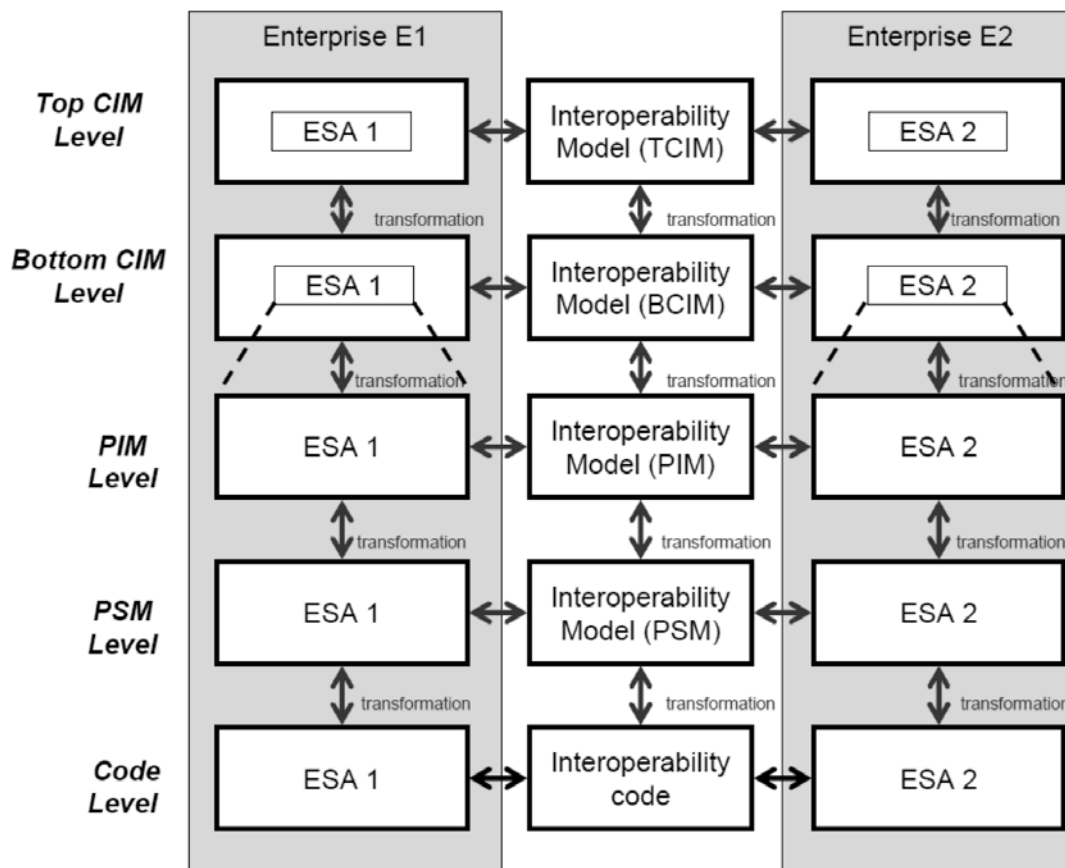 Enterprise E1
Enterprise E2
Top CIM
Level
ESA 1
Interoperability
Model (TCIM)
ESA 2
transformation
transformation
transformation
Bottom CIM
Level
ESA 1
Interoperability
Model (BCIM)
ESA 2
transformation
transformation
transformation
PIM
Level
ESA 1
Interoperability
Model (PIM)
ESA 2
transformation
transformation
transformation
PSM
Level
ESA 1
Interoperability
Model (PSM)
ESA 2
transformation
transformation
transformation
Code
Level
ESA 1
Interoperability
code
ESA 2